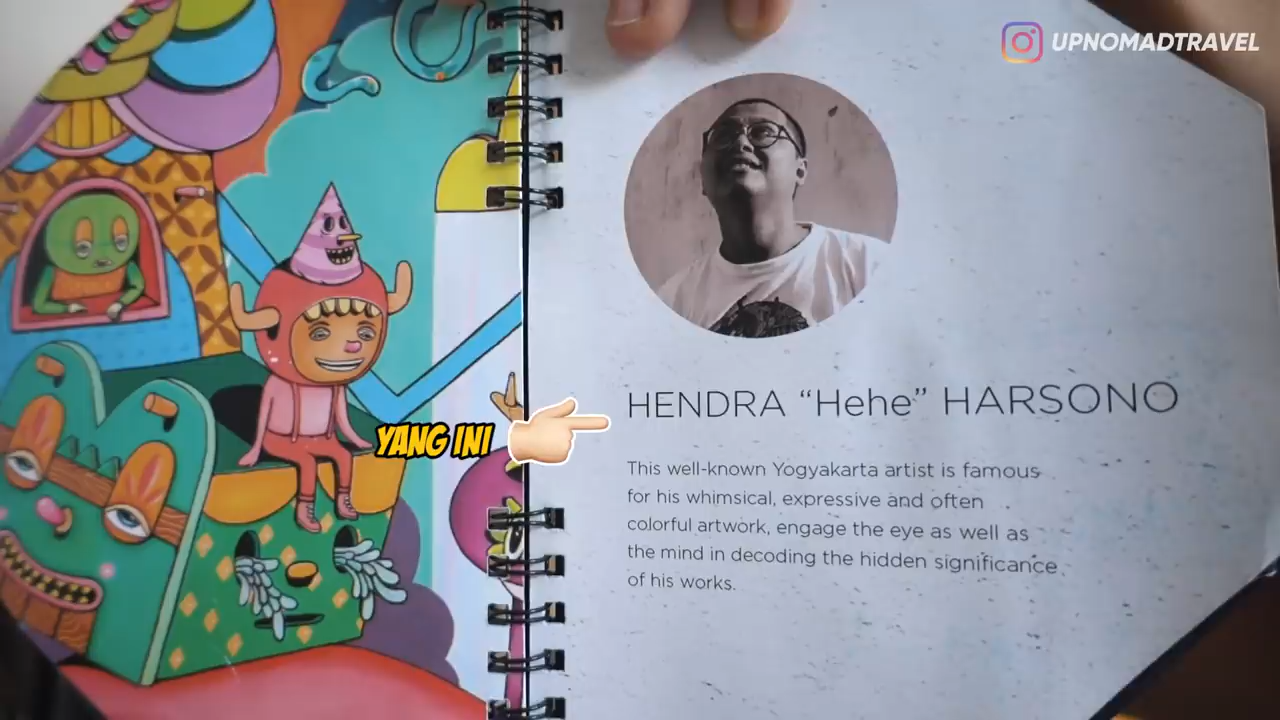 UPNOMADTRAVEL
HENDRA “Hehe” HARSONO
YANG INI
This well-known Yogyakarta artist is famous
for his whimsical, expressive and often
colorful artwork, engage the eye as well as
the mind in decoding the hidden significance
of his works.